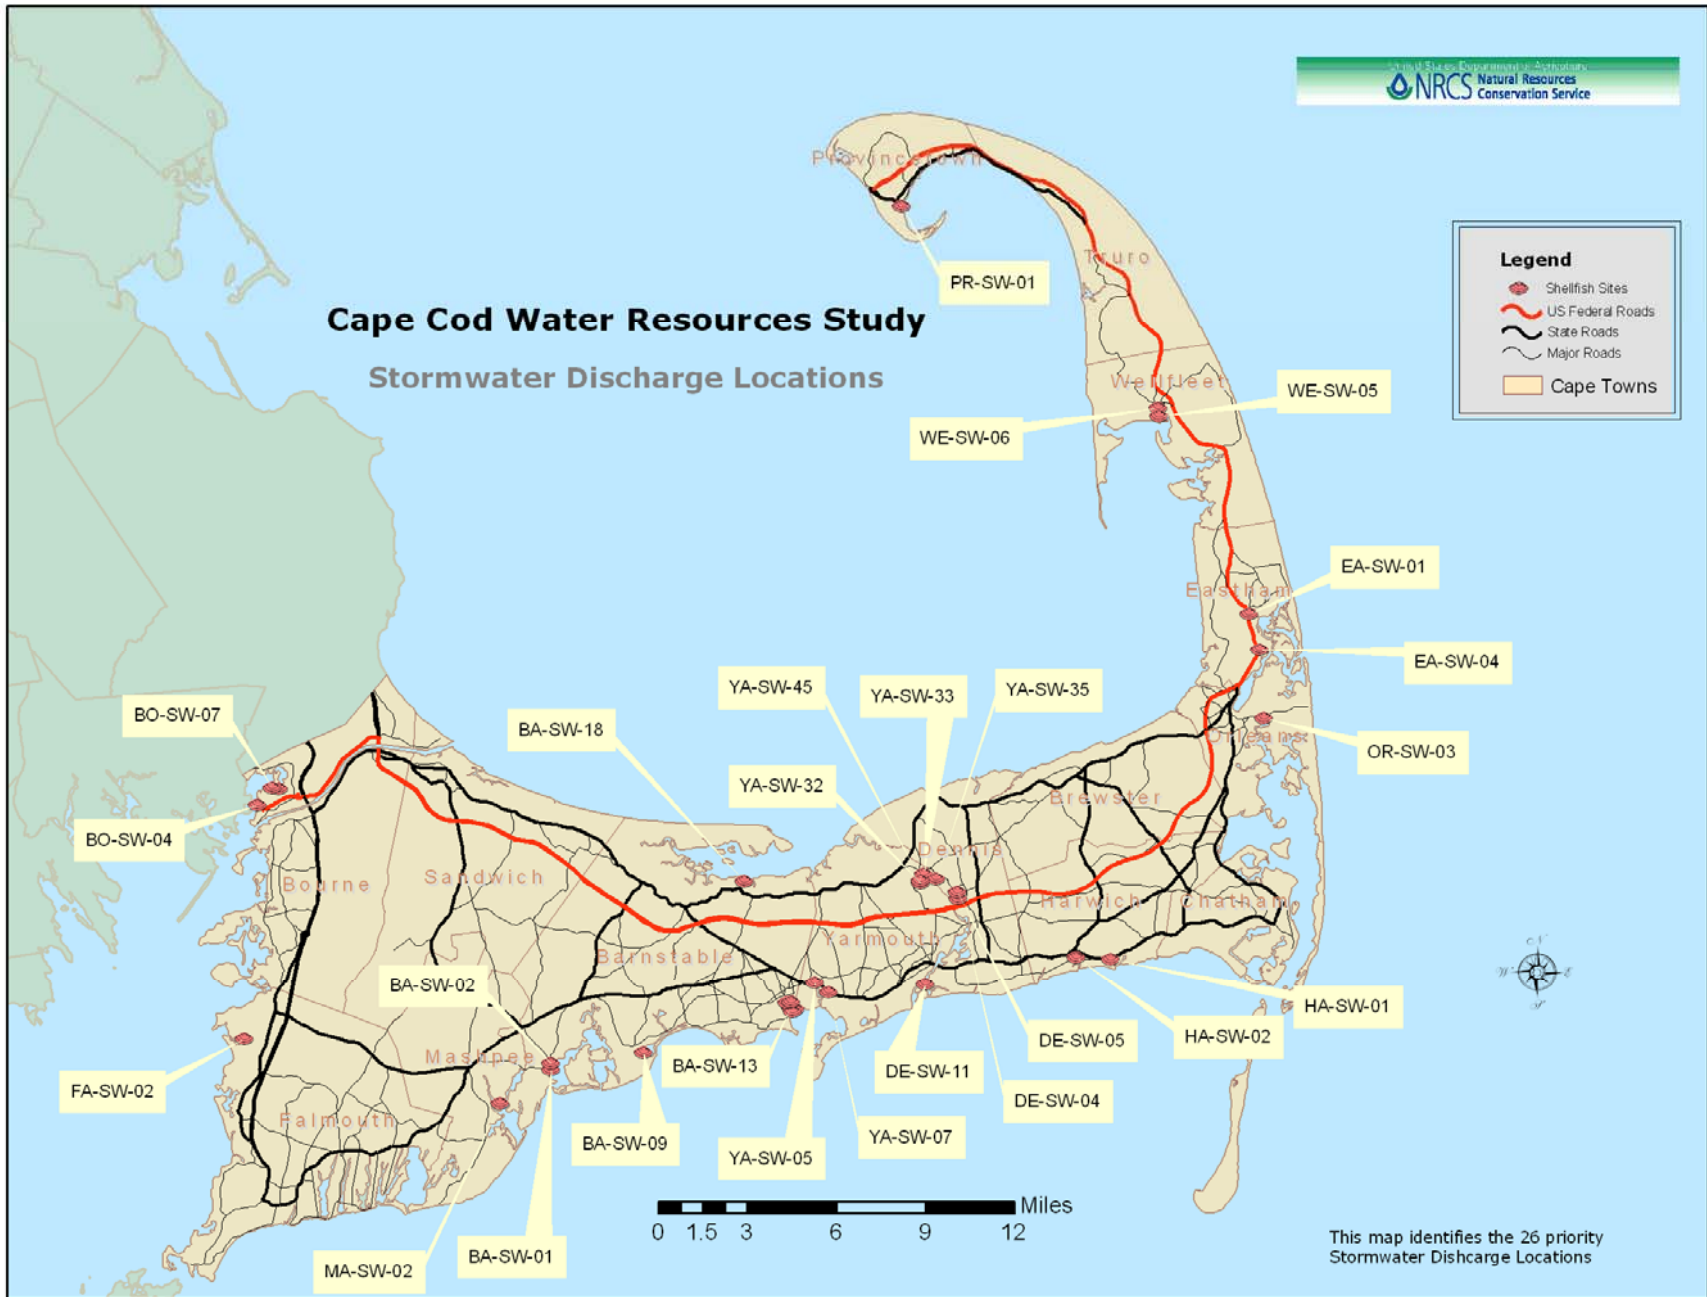 United States Department of Agriculture
NRCS Natural Resources
Conservation Service
Provincetown
PR-SW-01
Truro
Legend
Shellfish Sites
US Federal Roads
State Roads
Major Roads
Cape Towns
Cape Cod Water Resources Study
Stormwater Discharge Locations
Wellfleet
WE-SW-05
WE-SW-06
EA-SW-01
Eastham
EA-SW-04
YA-SW-45
YA-SW-33
YA-SW-35
BO-SW-07
BA-SW-18
OR-SW-03
Orleans
YA-SW-32
Brewster
BO-SW-04
Dennis
Bourne
Sandwich
Harwich
Chatham
Yarmouth
Barnstable
BA-SW-02
N
W
E
S
HA-SW-01
HA-SW-02
DE-SW-05
Mashpee
BA-SW-13
DE-SW-11
FA-SW-02
DE-SW-04
Falmouth
BA-SW-09
YA-SW-07
YA-SW-05
Miles
0 1.5 3 6 9 12
BA-SW-01
MA-SW-02
This map identifies the 26 priority
Stormwater Dishcarge Locations